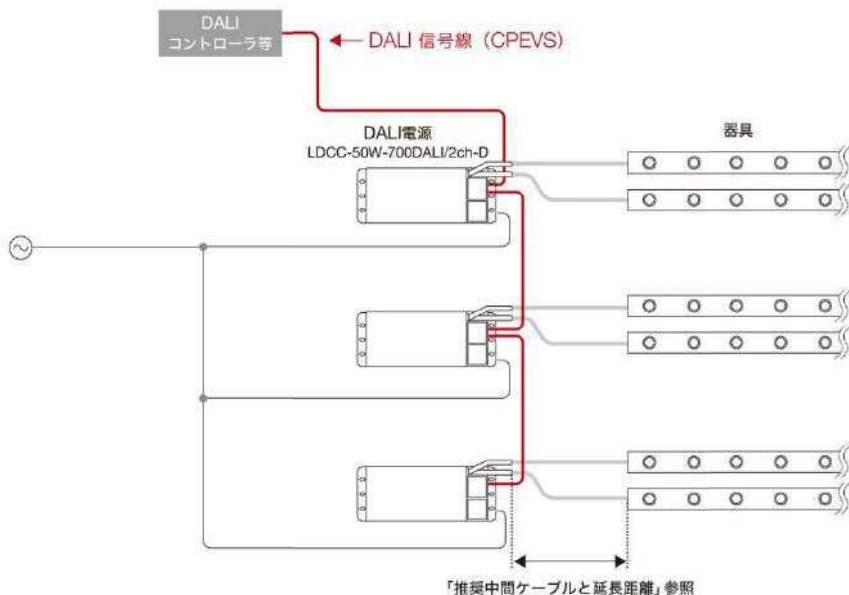 DALI
コントローラ等
DALI 信号線（CPEVS）
DALI電源
LDCC-50W-700DALI/2ch-D
器具
「推奨中間ケーブルと延長距離」参照